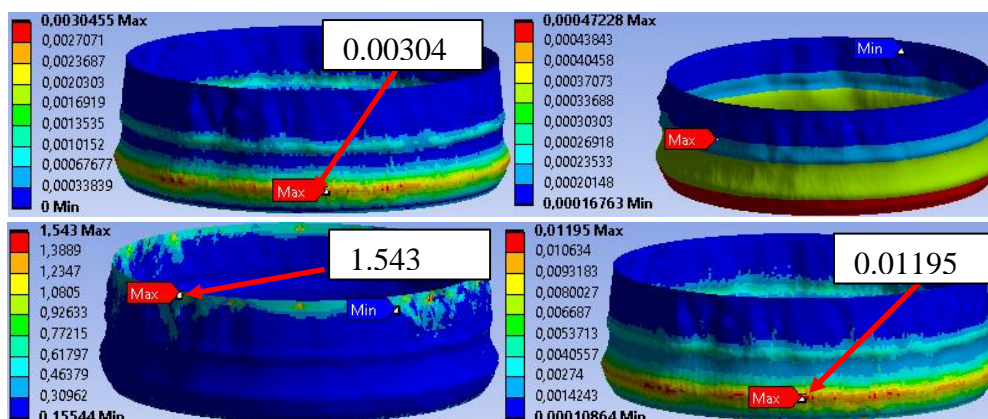 0,0030455 Max
0,0027071
0,0023687
0,0020303
0,0016919
0,0013535
0,0010152
0,00067677
0,00033839
0 Min
0.00304
Max
0,00047228 Max
0,00043843
0,00040458
0,00037073
0,00033688
0,00030303
0,00026918
0,00023533
0,00020148
0,00016763 Min
Min
Max
1,543 Max
1,3889
1,2347
1,0805
0,92633
0,77215
0,61797
0,46379
0,30962
0,15544 Min
1.543
Max
Min
0,01195 Max
0,010634
0,0093183
0,0080027
0,006687
0,0053713
0,0040557
0,00274
0,0014243
0,00010864 Min
0.01195
Max